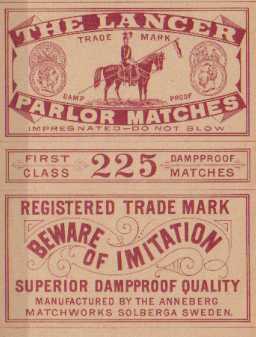 THE LANCER
TRADE MARK
DAMP PROOF
PARLOR MATCHES
IMPREGNATED-DO NOT GLOW
FIRST CLASS 225 DAMPPROOF MATCHES
REGISTERED TRADE MARK
BEWARE
OF IMITATION
SUPERIOR DAMPPROOF QUALITY
MANUFACTURED BY THE ANNEBERG
MATCHWORKS SOLBERGA SWEDEN.